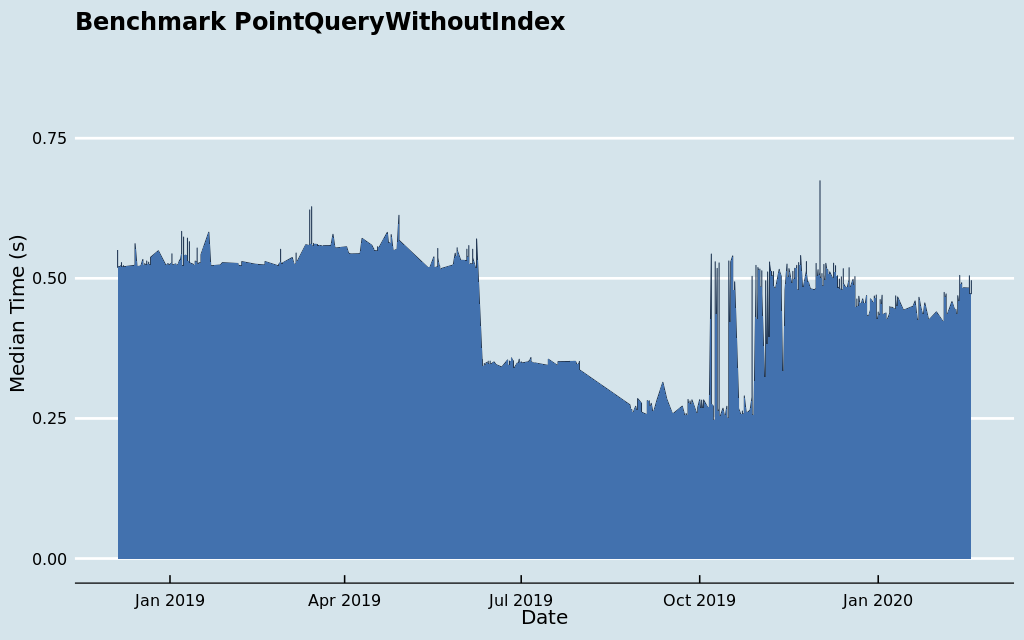 Benchmark PointQueryWithoutIndex
Median Time (s)
0.75
0.50
0.25
0.00
Jan 2019 Apr 2019 Jul 2019 Oct 2019 Jan 2020
Date